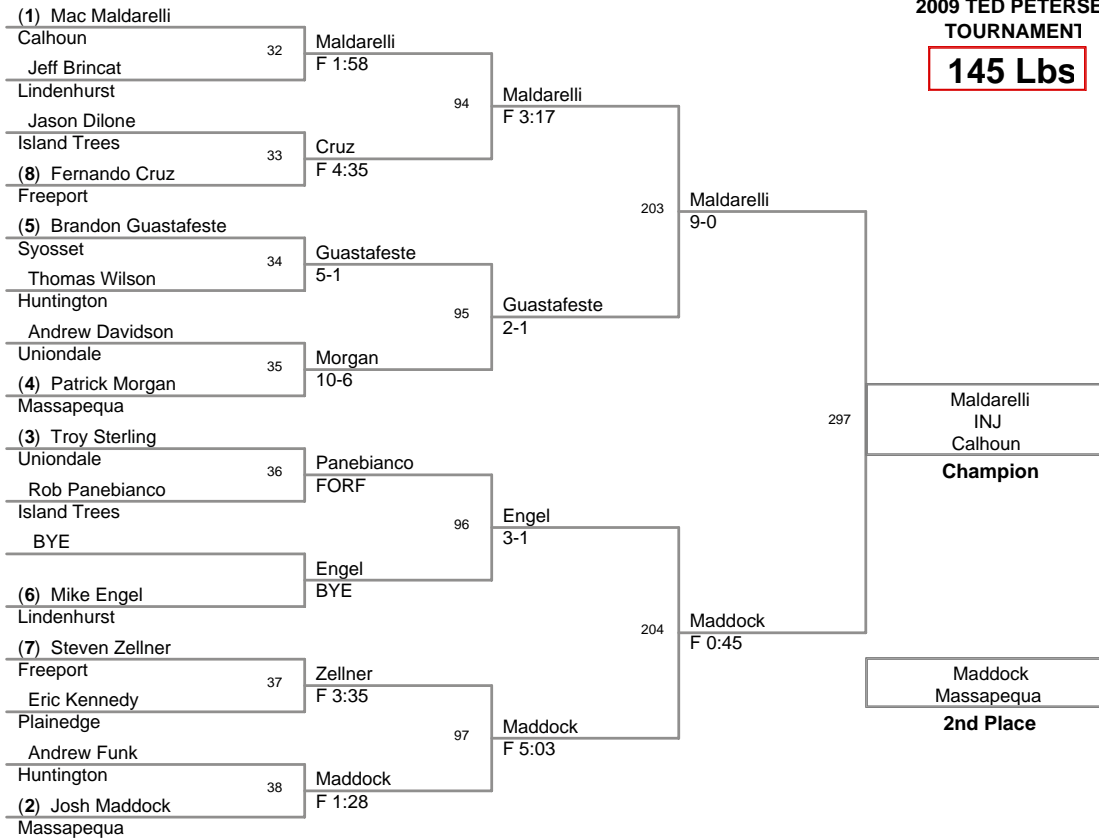 2009 TED PETERSE
TOURNAMENT
145 Lbs
(1) Mac Maldarelli
Calhoun
32
Jeff Brincat
Lindenhurst
Jason Dilone
Island Trees
33
(8) Fernando Cruz
Freeport
(5) Brandon Guastafeste
Syosset
34
Thomas Wilson
Huntington
Andrew Davidson
Uniondale
35
(4) Patrick Morgan
Massapequa
(3) Troy Sterling
Uniondale
36
Rob Panebianco
Island Trees
BYE
(6) Mike Engel
Lindenhurst
(7) Steven Zellner
Freeport
37
Eric Kennedy
Plainedge
Andrew Funk
Huntington
38
(2) Josh Maddock
Massapequa
Maldarelli
F 1:58
94
Cruz
F 4:35
Guastafeste
5-1
95
Morgan
10-6
Panebianco
FORF
96
Engel
BYE
Zellner
F 3:35
97
Maddock
F 1:28
Maldarelli
F 3:17
203
Guastafeste
2-1
Engel
3-1
204
Maddock
F 5:03
Maldarelli
9-0
297
Maddock
F 0:45
Maldarelli
INJ
Calhoun
Champion
Maddock
Massapequa
2nd Place